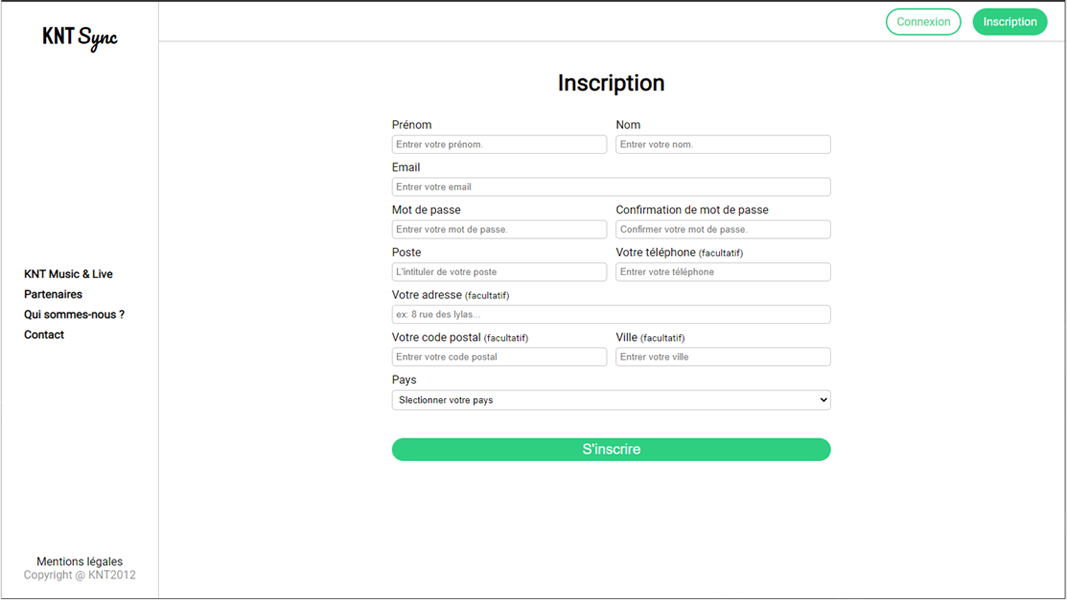 KNT Sync
Connexion
Inscription
Inscription
Prénom
Nom
Entrer votre prénom.
Entrer votre nom.
Email
Entrer votre email
Mot de passe
Confirmation de mot de passe
Entrer votre mot de passe.
Confirmer votre mot de passe.
Poste
Votre téléphone (facultatif)
L'intituler de votre poste
Entrer votre téléphone
Votre adresse (facultatif)
ex: 8 rue des lylas...
Votre code postal (facultatif)
Ville (facultatif)
Entrer votre code postal
Entrer votre ville
Pays
Slectionner votre pays
S'inscrire
KNT Music & Live
Partenaires
Qui sommes-nous ?
Contact
Mentions légales
Copyright @ KNT2012